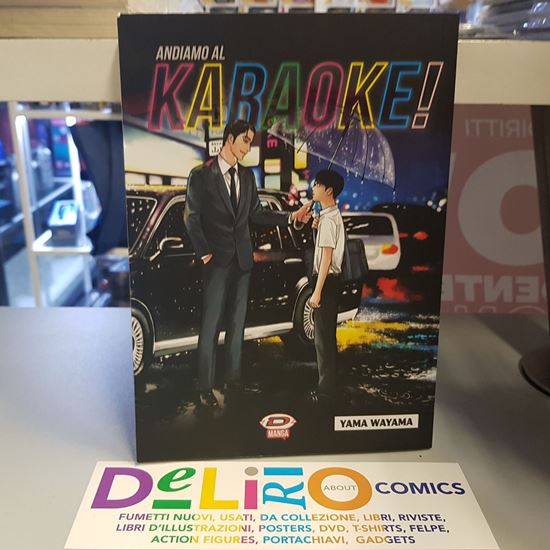 ANDIAMO AL
KARAOKE!
D
MANGA
YAMA WAYAMA
DeLiRiO ABOUT COMICS
FUMETTI NUOVI, USATI, DA COLLEZIONE, LIBRI, RIVISTE,
LIBRI D'ILLUSTRAZIONI, POSTERS, DVD, T-SHIRTS, FELPE,
ACTION FIGURES, PORTACHIAVI, GADGETS